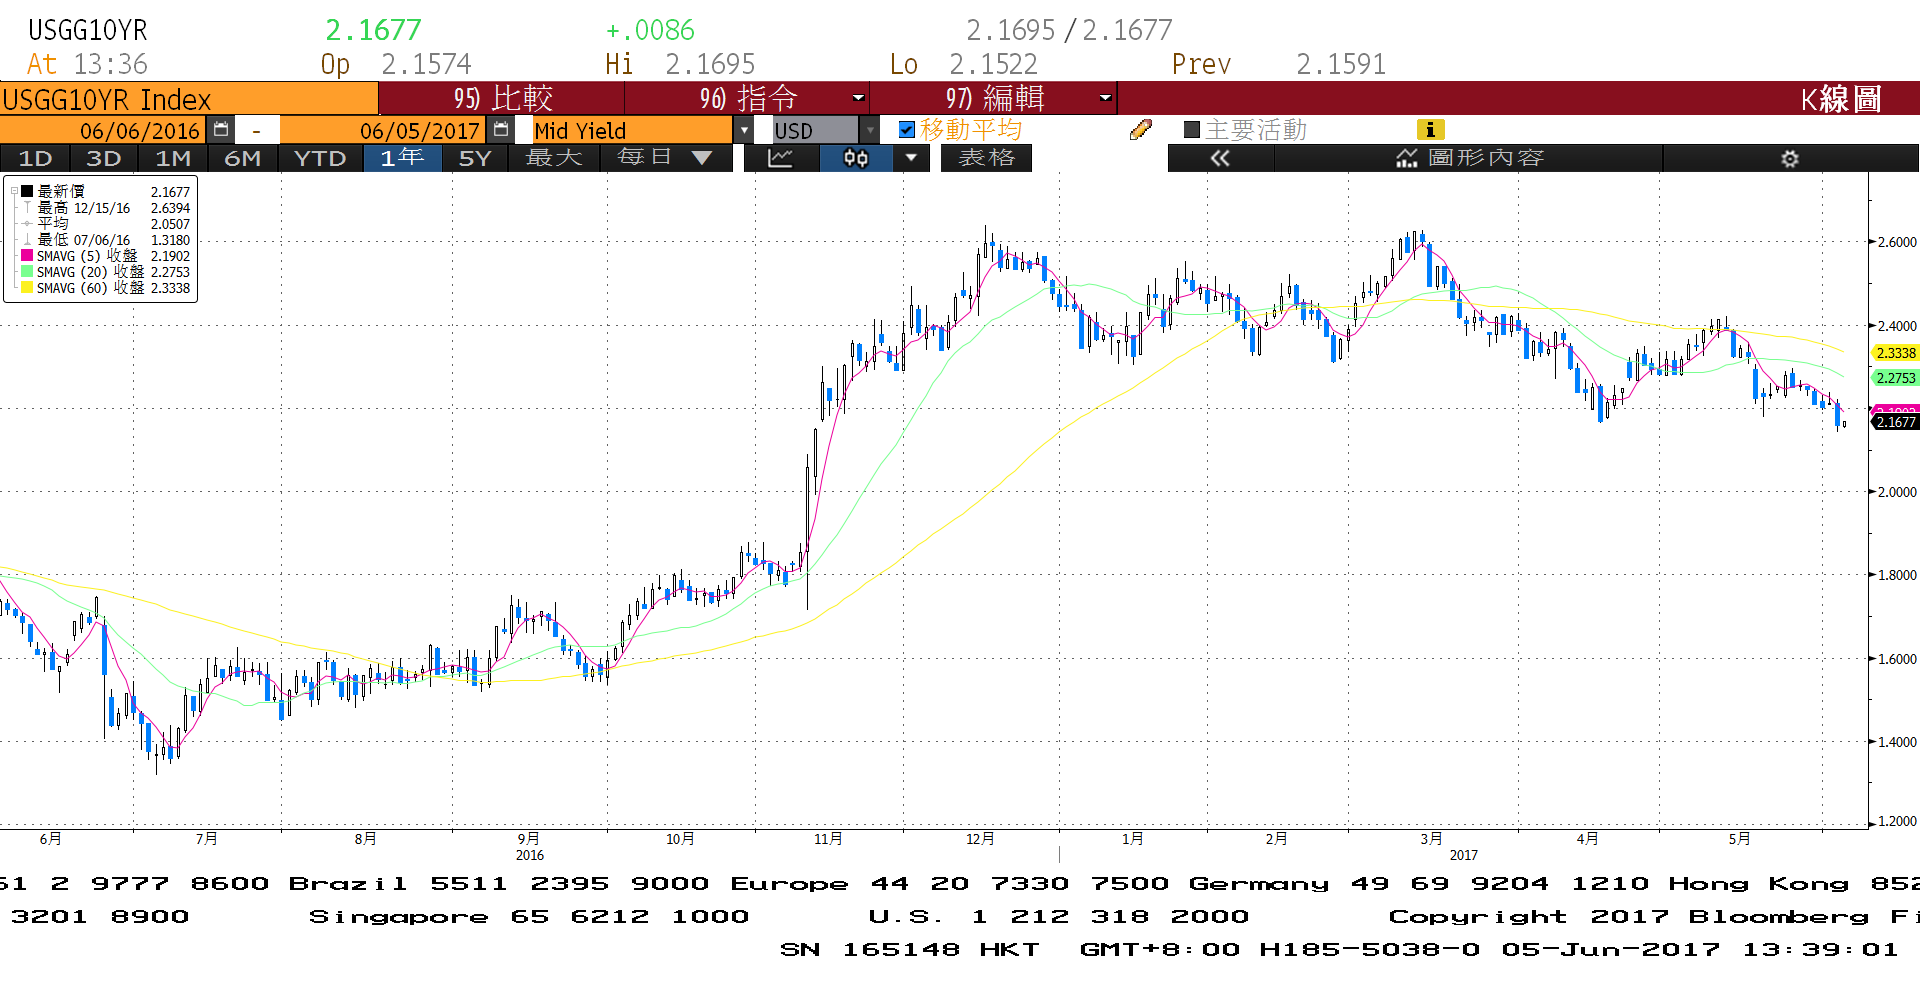 USGG10YR 2.1677 +.0086 2.1695 / 2.1677
At 13:36 Op 2.1574 Hi 2.1695 Lo 2.1522 Prev 2.1591
USGG10YR Index 95) 比較 96) 指令 97) 編輯 K線圖
06/06/2016 - 06/05/2017 Mid Yield USD 移動平均 主要活動
1D 3D 1M 6M YTD 1年 5Y 最大 每日 表格 圖形內容
最新價 2.1677
最高 12/15/16 2.6394
平均 2.0507
最低 07/06/16 1.3180
SMAVG (5) 收盤 2.1902
SMAVG (20) 收盤 2.2753
SMAVG (60) 收盤 2.3338
2.6000
2.4000
2.3338
2.2753
2.1677
2.0000
1.8000
1.6000
1.4000
1.2000
6月 7月 8月 9月 10月 11月 12月 1月 2月 3月 4月 5月
2016 2017
61 2 9777 8600 Brazil 5511 2395 9000 Europe 44 20 7330 7500 Germany 49 69 9204 1210 Hong Kong 852
3201 8900 Singapore 65 6212 1000 U.S. 1 212 318 2000 Copyright 2017 Bloomberg Fi
SN 165148 HKT GMT+8:00 H185-5038-0 05-Jun-2017 13:39:01